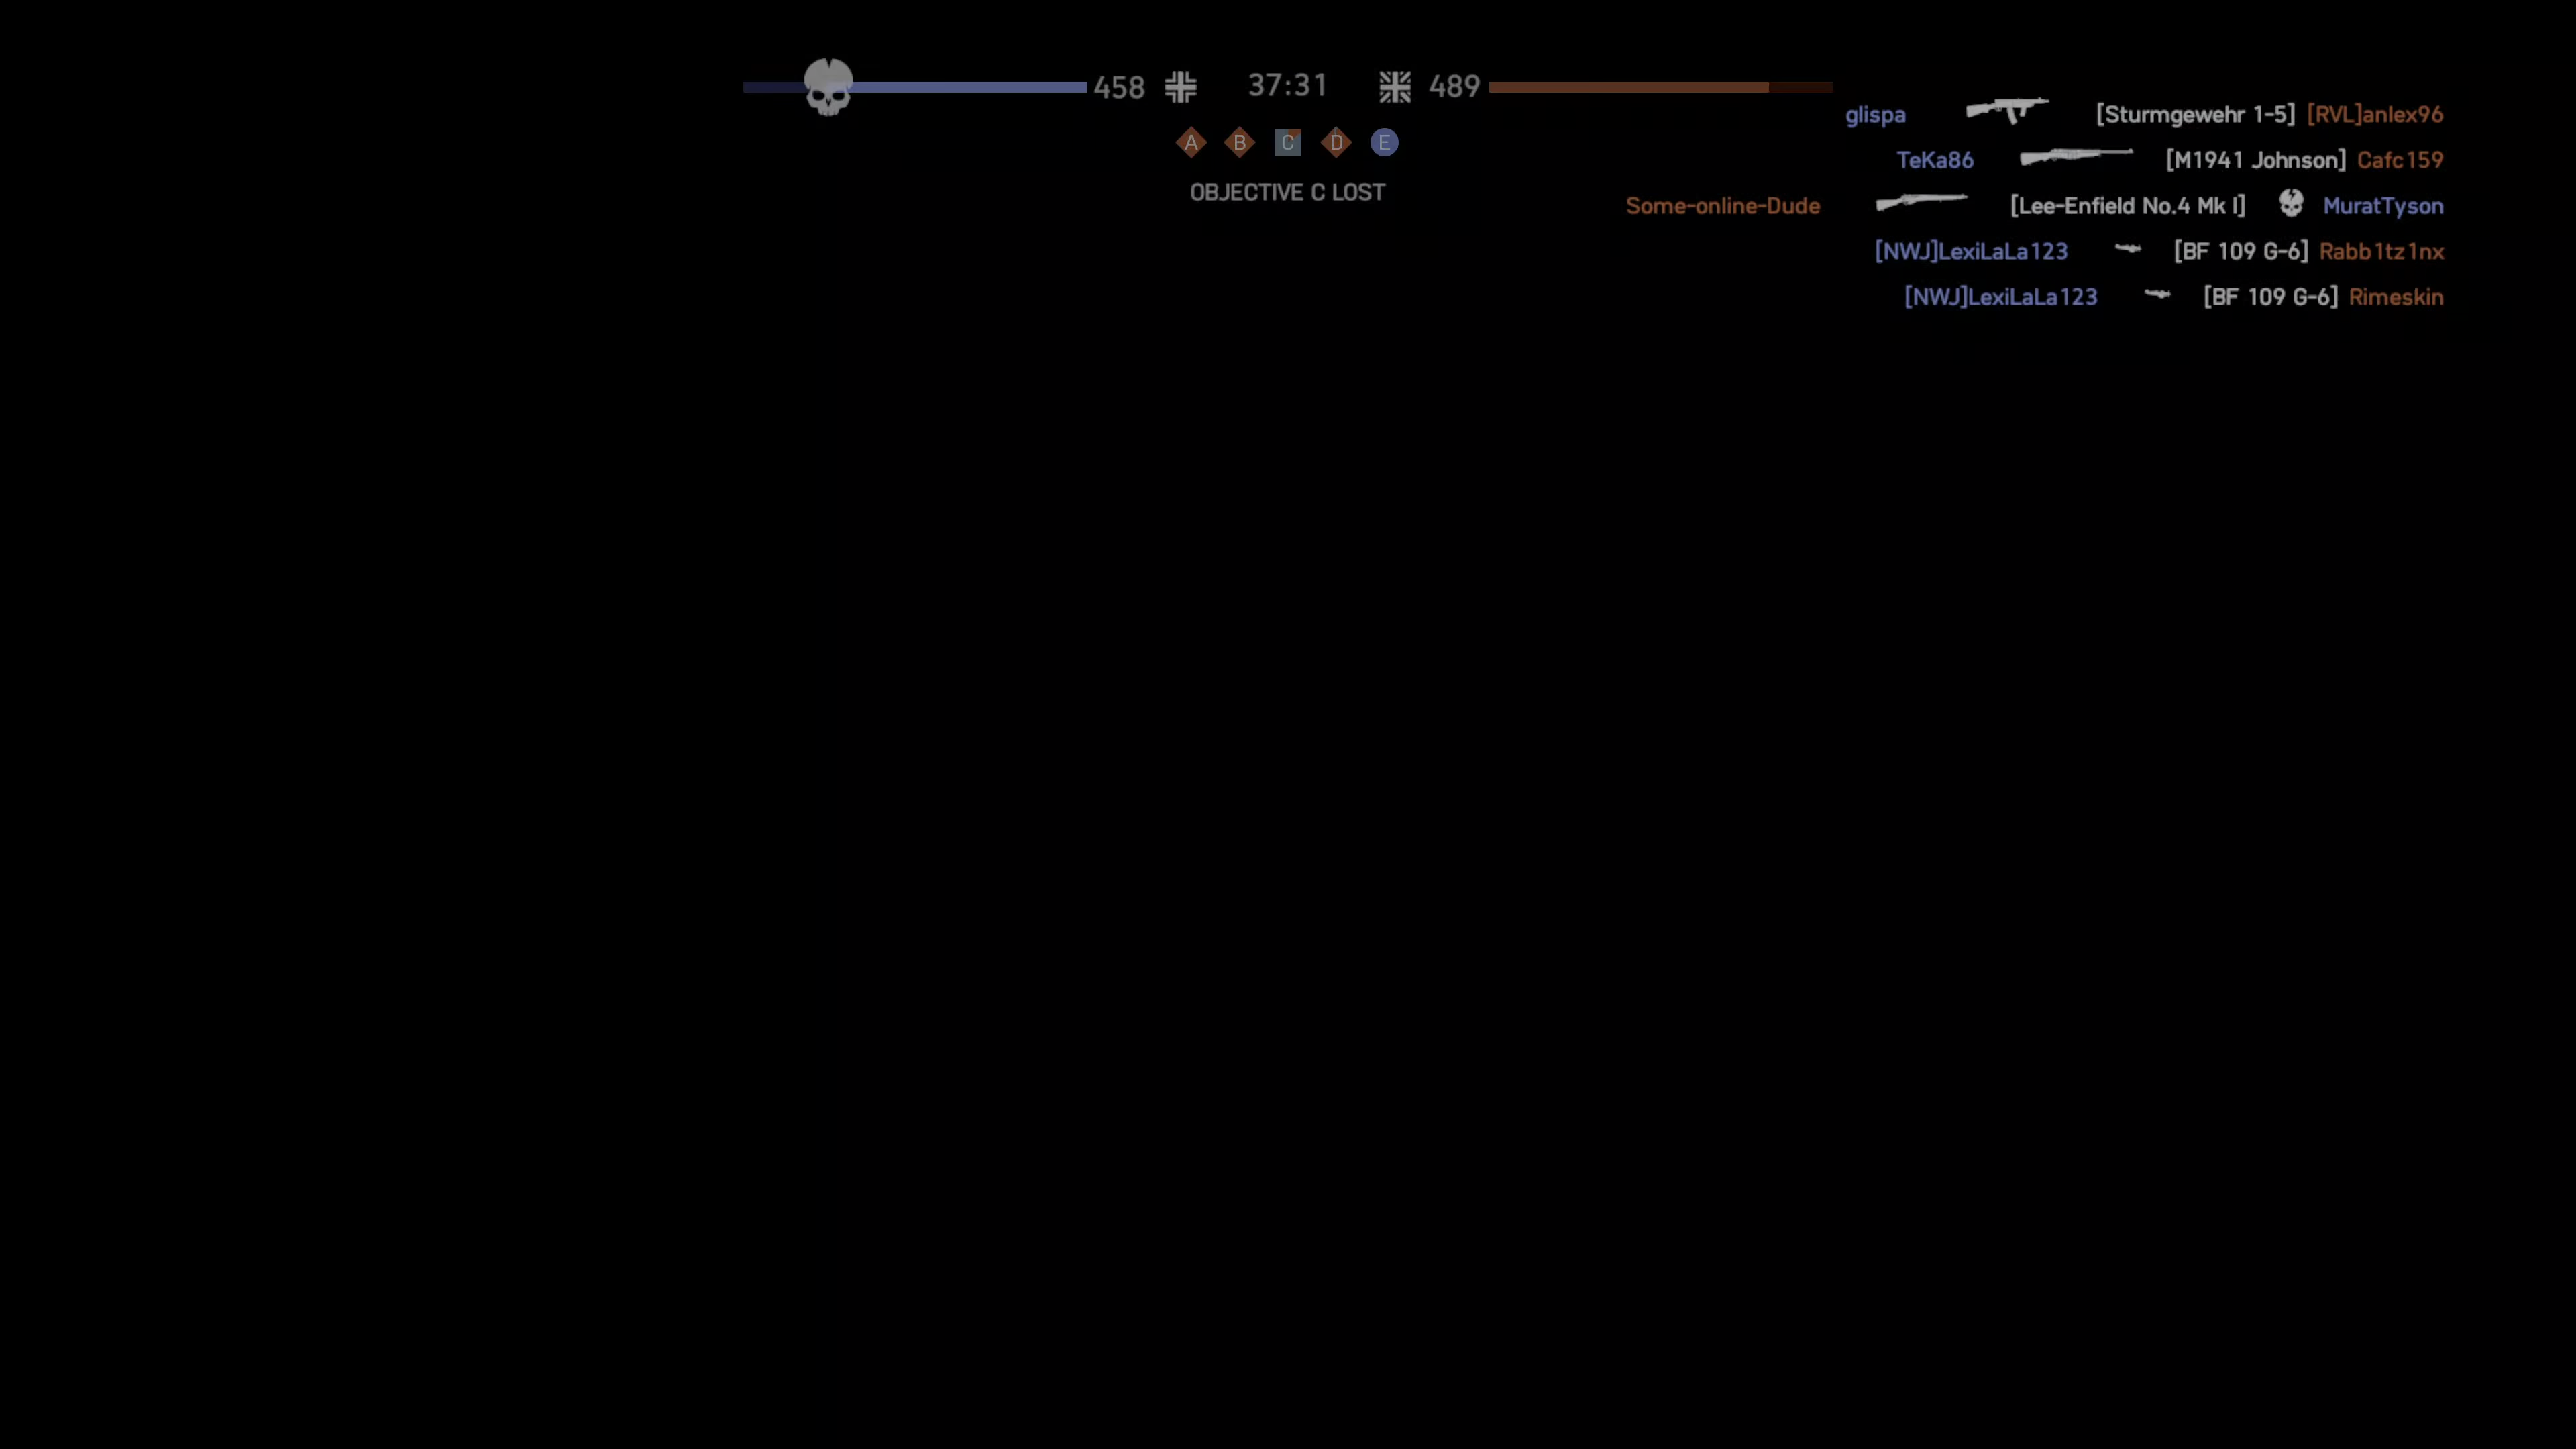 458 37:31 489
A B C D E
OBJECTIVE C LOST
glispa [Sturmgewehr 1-5] [RVL]anlex96
TeKa86 [M1941 Johnson] Cafc159
Some-online-Dude [Lee-Enfield No.4 Mk I] MuratTyson
[NWJ]LexiLaLa123 [BF 109 G-6] Rabb1tz1nx
[NWJ]LexiLaLa123 [BF 109 G-6] Rimeskin